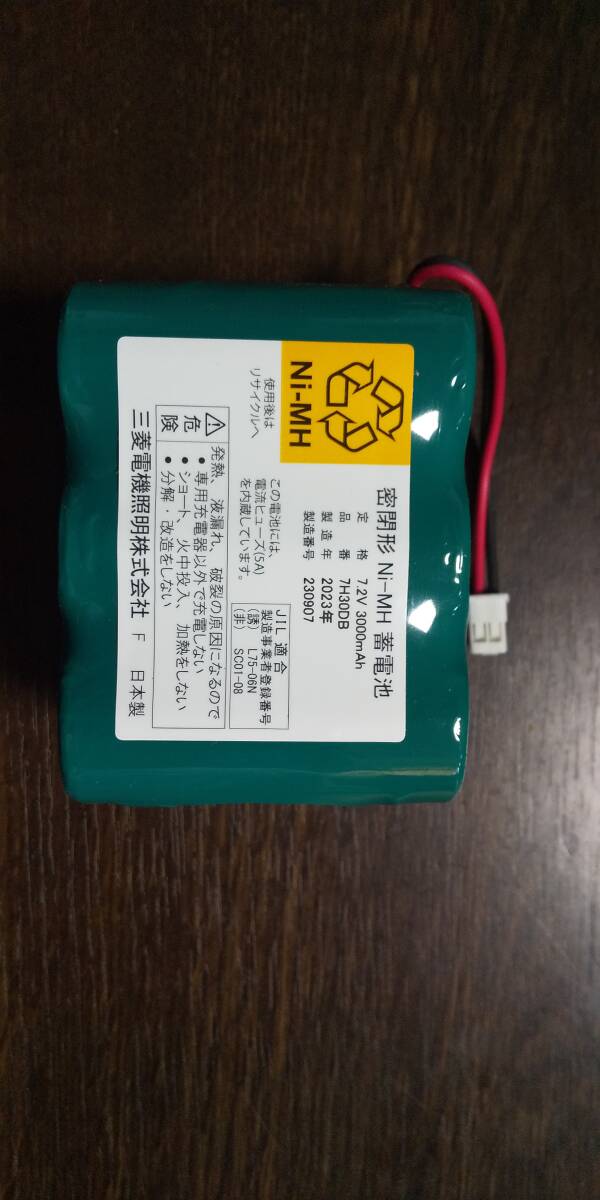 Ni-MH
使用後は
リサイクルへ
密閉形 Ni-MH 蓄電池
定　格　7.2V 3000mAh
品　番　7H30DB
製 造 年　2023年
製造番号　230907
この電池には、
電流ヒューズ(5A)
を内蔵しています。
JIL 適合
製造事業者登録番号
(誘)　L75-06N
(非)　SC01-08
危険
発熱、液漏れ、破裂の原因になるので
●専用充電器以外で充電しない
●ショート、火中投入、加熱をしない
●分解・改造をしない
三菱電機照明株式会社　F　日本製